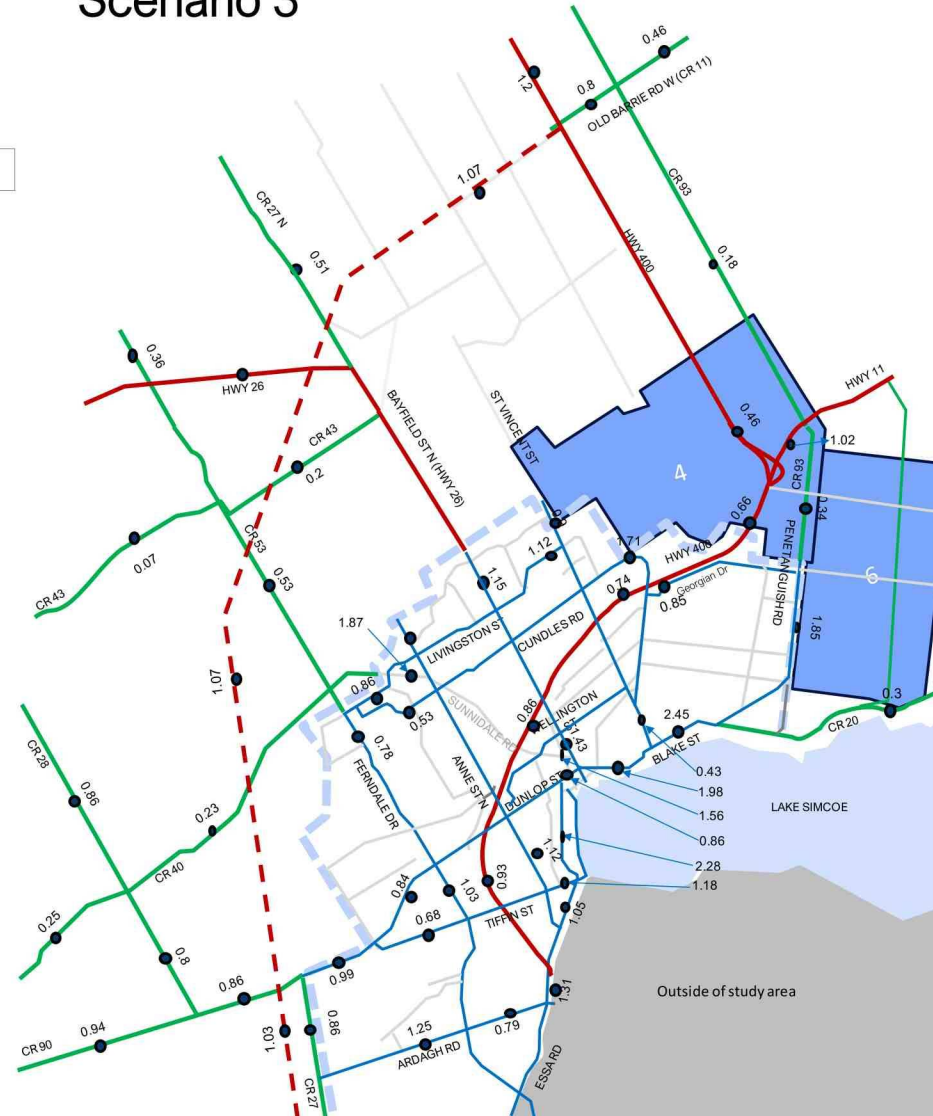 Scenario 3
0.46
1.2
0.8
OLD BARRIE RD W (CR 11)
1.07
CR 93
CR 27 N
0.51
HWY 400
0.18
0.36
HWY 26
HWY 11
BAYFIELD ST N (HWY 26)
ST VINCENT ST
0.46
CR 43
0.2
4
1.02
CR 93
0.34
0.66
CR 53
0.07
1.12
1.71
HWY 400
PENETANGUISH RD
6
CR 43
0.53
1.15
0.74
Georgian Dr
0.85
1.87
LIVINGSTON ST
CUNDLES RD
1.85
1.07
0.86
0.53
SUNNIDALE RD
0.86
2.45
0.3
CR 20
CR 28
0.78
BLAKE ST
0.43
0.86
FERNDALE DR
ANNE ST N
DUNLOP ST
1.98
LAKE SIMCOE
0.23
1.56
0.86
CR 40
1.12
2.28
0.84
1.03
0.93
1.18
0.25
0.68
TIFFIN ST
1.05
0.8
0.99
0.86
1.31
Outside of study area
0.94
1.03
0.86
1.25
0.79
CR 90
ARDAGH RD
ESSA RD
CR 27